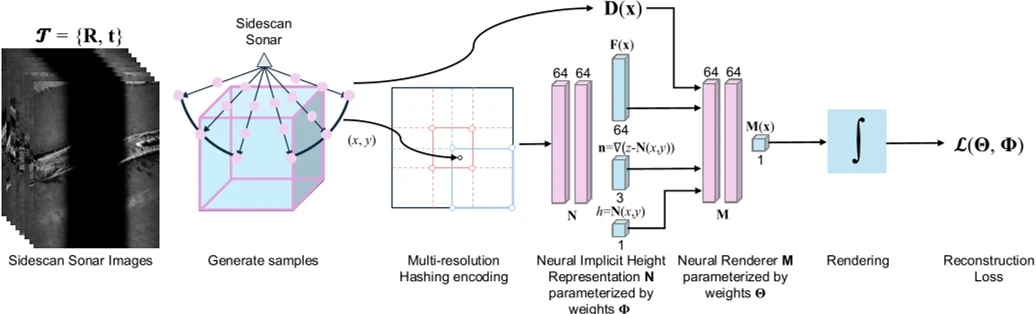 𝒯 = {R, t}
Sidescan
Sonar
D(x)
F(x)
64 64
64
n=∇(z-N(x,y))
3
h=N(x,y)
1
N
64 64
M
M(x)
1
(x, y)
∫
ℒ(Θ, Φ)
Sidescan Sonar Images
Generate samples
Multi-resolution
Hashing encoding
Neural Implicit Height
Representation N
parameterized by
weights Φ
Neural Renderer M
parameterized by
weights Θ
Rendering
Reconstruction
Loss